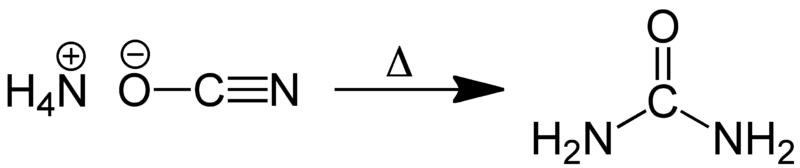 O
H₄N⊕ ⊖O–C≡N Δ C
H₂N NH₂